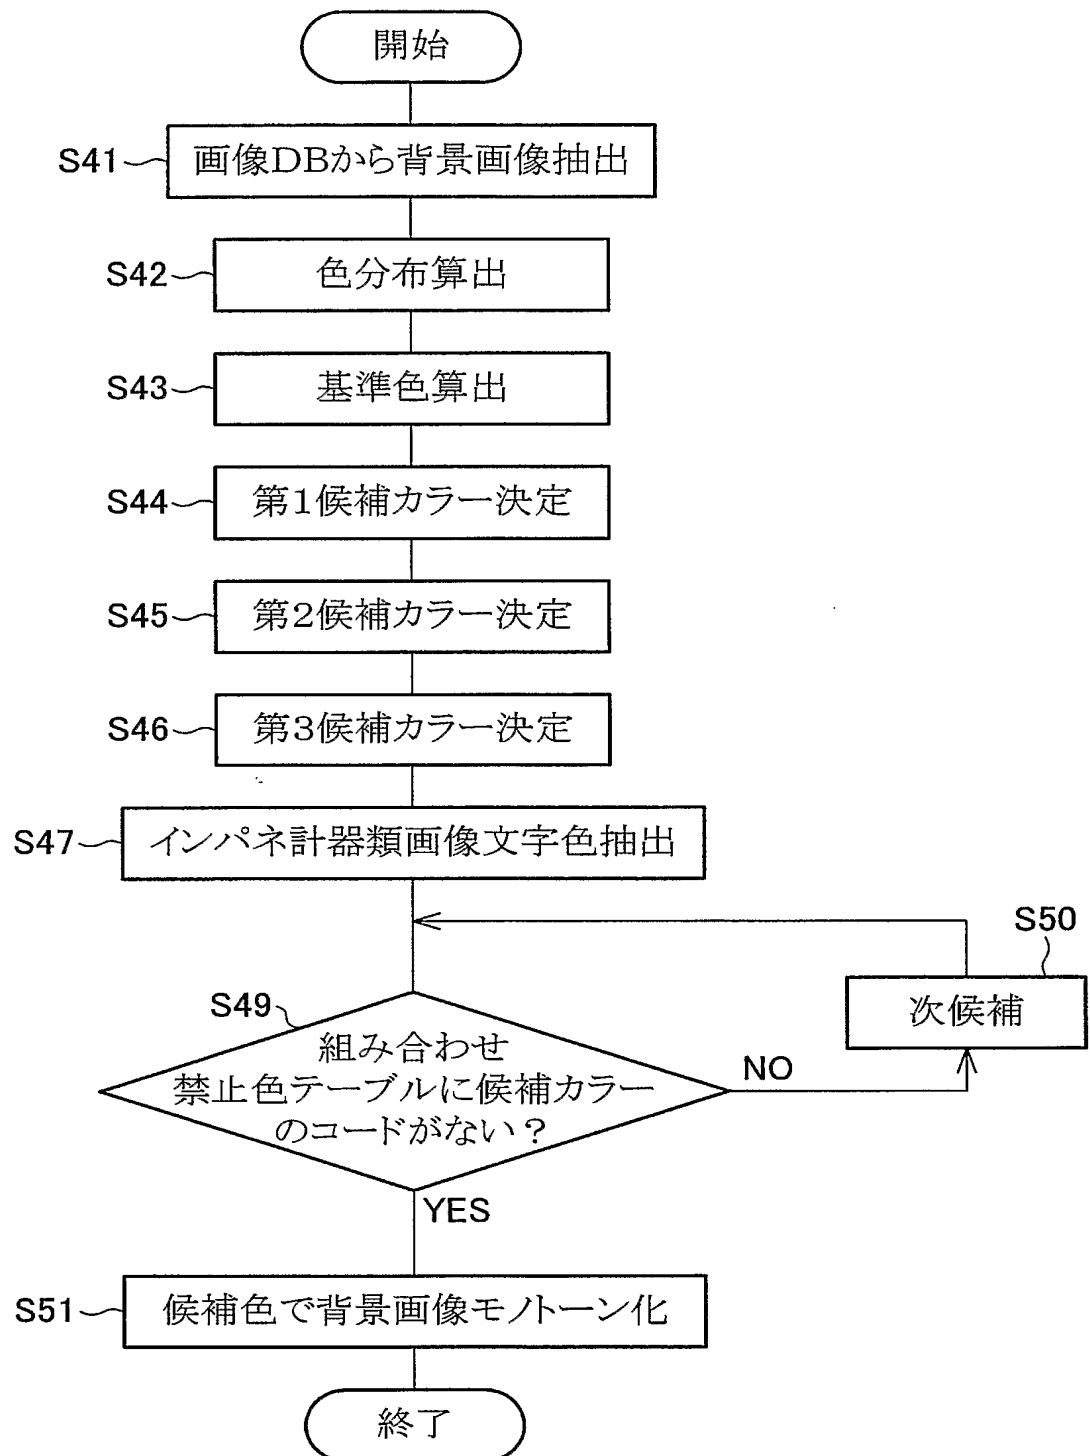 開始
S41
画像DBから背景画像抽出
S42
色分布算出
S43
基準色算出
S44
第1候補カラー決定
S45
第2候補カラー決定
S46
第3候補カラー決定
S47
インパネ計器類画像文字色抽出
S50
次候補
S49
組み合わせ
禁止色テーブルに候補カラー
のコードがない?
NO
YES
S51
候補色で背景画像モノトーン化
終了